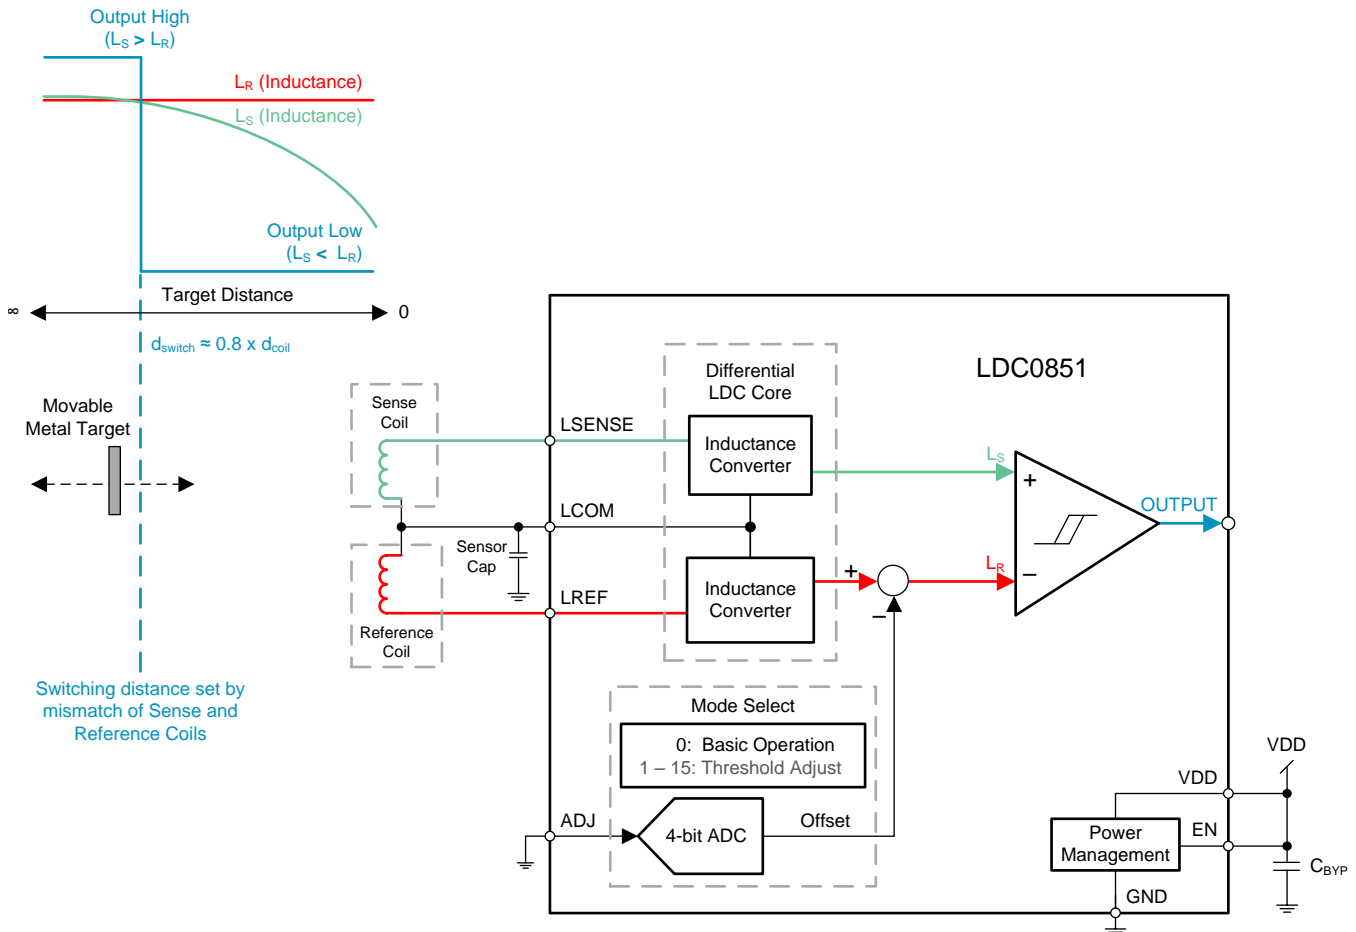 Output High
(LS > LR)
LR (Inductance)
LS (Inductance)
Output Low
(LS < LR)
Target Distance
∞
0
dswitch ≈ 0.8 x dcoil
Movable
Metal Target
Switching distance set by
mismatch of Sense and
Reference Coils
Sense
Coil
Sensor
Cap
Reference
Coil
LSENSE
LCOM
LREF
Differential
LDC Core
Inductance
Converter
Inductance
Converter
LDC0851
LS
+
LR
−
OUTPUT
+
−
Mode Select
0: Basic Operation
1 – 15: Threshold Adjust
ADJ
4-bit ADC
Offset
VDD
VDD
EN
Power
Management
GND
CBYP